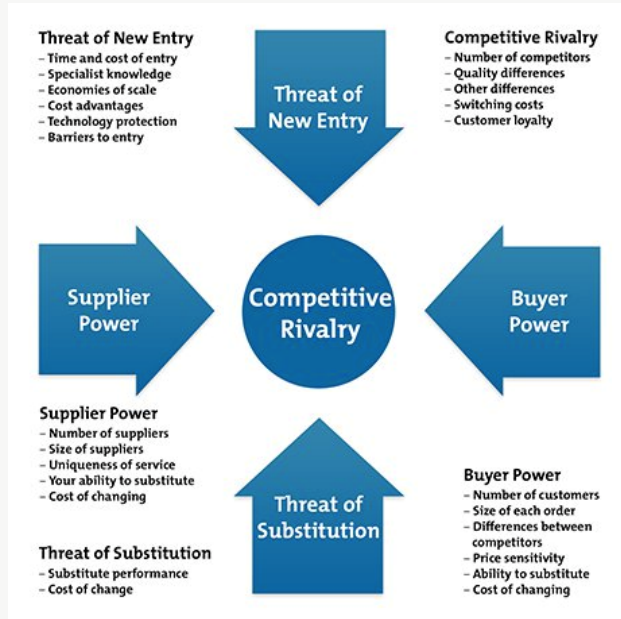 Threat of New Entry
– Time and cost of entry
– Specialist knowledge
– Economies of scale
– Cost advantages
– Technology protection
– Barriers to entry
Threat of
New Entry
Competitive Rivalry
– Number of competitors
– Quality differences
– Other differences
– Switching costs
– Customer loyalty
Supplier
Power
Competitive
Rivalry
Buyer
Power
Supplier Power
– Number of suppliers
– Size of suppliers
– Uniqueness of service
– Your ability to substitute
– Cost of changing
Threat of Substitution
– Substitute performance
– Cost of change
Threat of
Substitution
Buyer Power
– Number of customers
– Size of each order
– Differences between
competitors
– Price sensitivity
– Ability to substitute
– Cost of changing